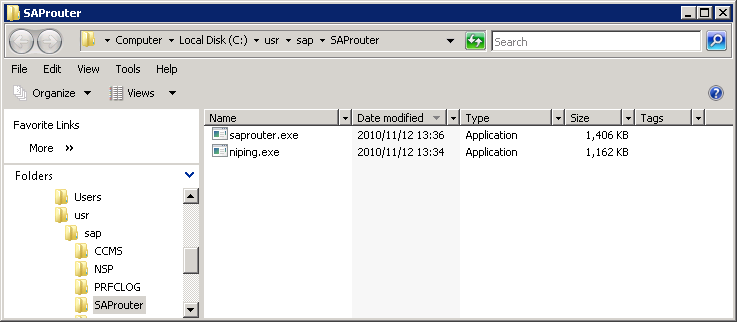 SAProuter
Computer Local Disk (C:) usr sap SAProuter Search
File Edit View Tools Help
Organize Views
Favorite Links
More »
Folders
Users
usr
sap
CCMS
NSP
PRFCLOG
SAProuter
Name Date modified Type Size Tags
saprouter.exe 2010/11/12 13:36 Application 1,406 KB
niping.exe 2010/11/12 13:34 Application 1,162 KB